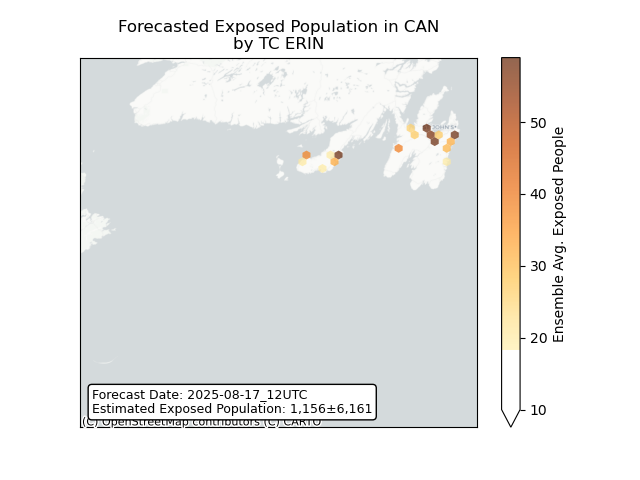 Forecasted Exposed Population in CAN
by TC ERIN
50
40
30
20
10
Ensemble Avg. Exposed People
Forecast Date: 2025-08-17_12UTC
Estimated Exposed Population: 1,156±6,161
(C) OpenStreetMap contributors (C) CARTO